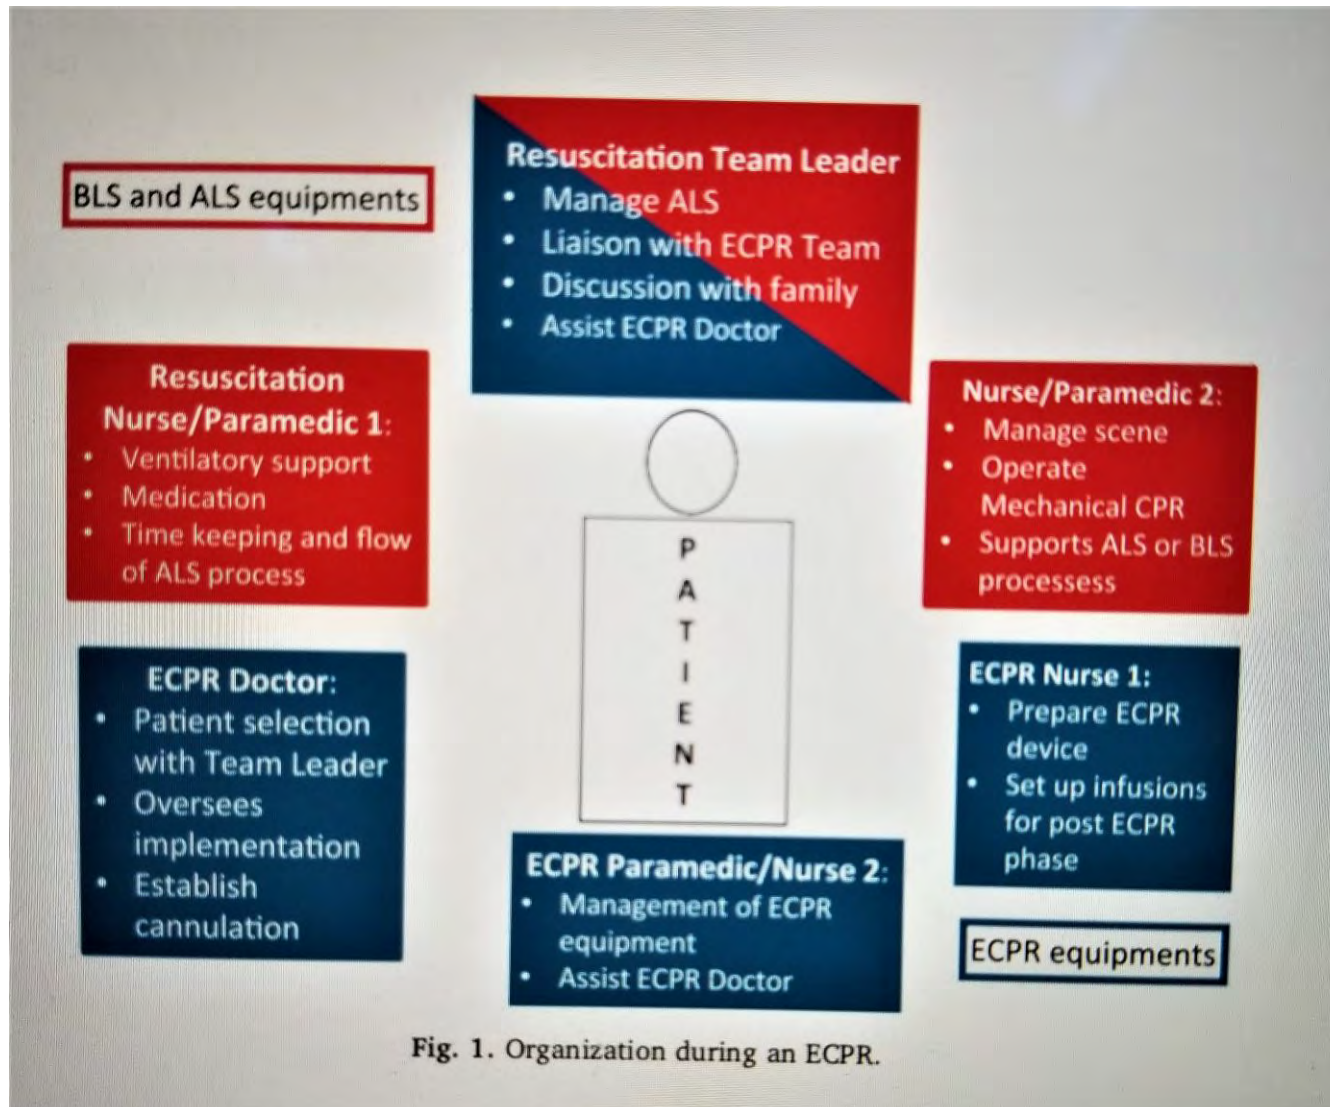 Resuscitation Team Leader
• Manage ALS
• Liaison with ECPR Team
• Discussion with family
• Assist ECPR Doctor
BLS and ALS equipments
Resuscitation
Nurse/Paramedic 1:
• Ventilatory support
• Medication
• Time keeping and flow
of ALS process
Nurse/Paramedic 2:
• Manage scene
• Operate
Mechanical CPR
• Supports ALS or BLS
processess
P
A
T
I
E
N
T
ECPR Doctor:
• Patient selection
with Team Leader
• Oversees
implementation
• Establish
cannulation
ECPR Nurse 1:
• Prepare ECPR
device
• Set up infusions
for post ECPR
phase
ECPR Paramedic/Nurse 2:
• Management of ECPR
equipment
• Assist ECPR Doctor
ECPR equipments
Fig. 1. Organization during an ECPR.